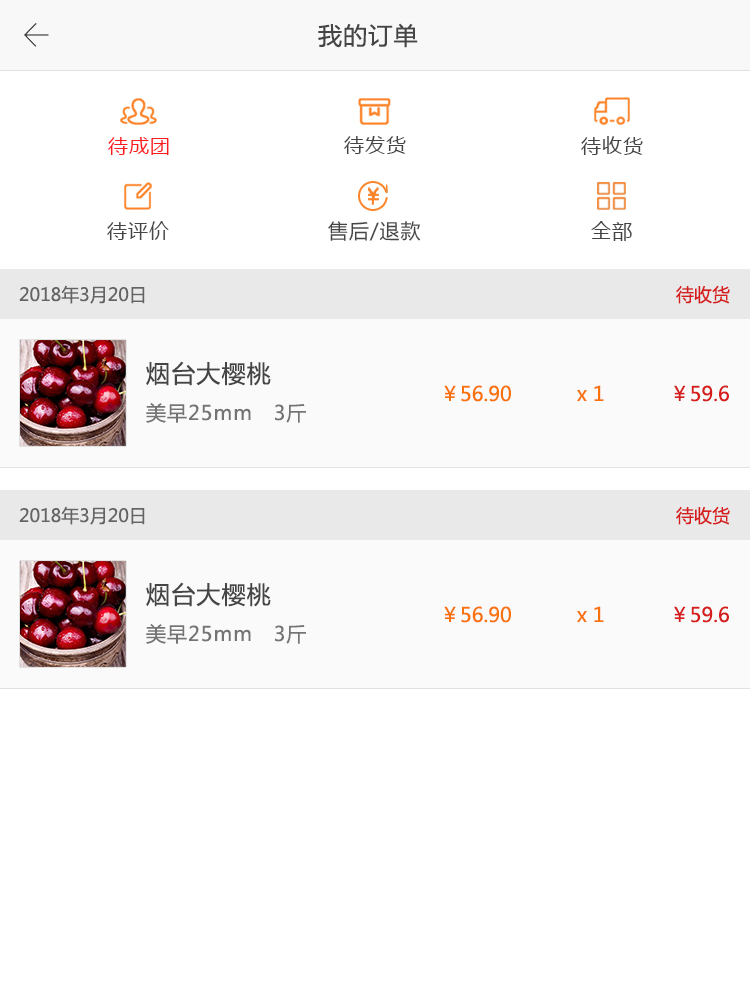 我的订单
待成团 待发货 待收货
待评价 售后/退款 全部
2018年3月20日 待收货
烟台大樱桃
¥ 56.90 x 1 ¥ 59.6
美早25mm 3斤
2018年3月20日 待收货
烟台大樱桃
¥ 56.90 x 1 ¥ 59.6
美早25mm 3斤